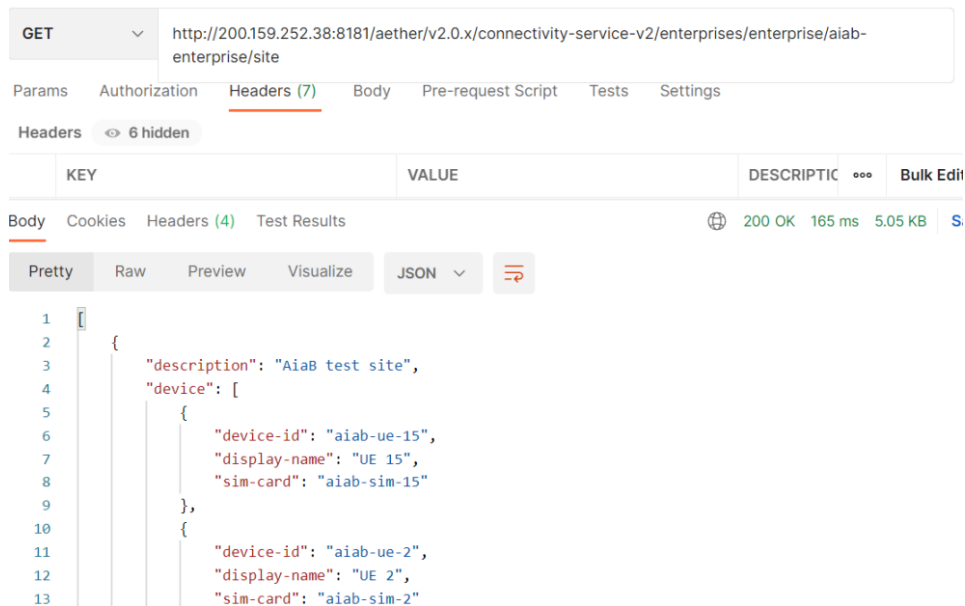 GET
http://200.159.252.38:8181/aether/v2.0.x/connectivity-service-v2/enterprises/enterprise/aiab-
enterprise/site
Params Authorization Headers (7) Body Pre-request Script Tests Settings
Headers 6 hidden
KEY VALUE DESCRIPTIC ooo Bulk Edit
Body Cookies Headers (4) Test Results 200 OK 165 ms 5.05 KB Sa
Pretty Raw Preview Visualize JSON
1 [
2 {
3 "description": "AiaB test site",
4 "device": [
5 {
6 "device-id": "aiab-ue-15",
7 "display-name": "UE 15",
8 "sim-card": "aiab-sim-15"
9 },
10 {
11 "device-id": "aiab-ue-2",
12 "display-name": "UE 2",
13 "sim-card": "aiab-sim-2"